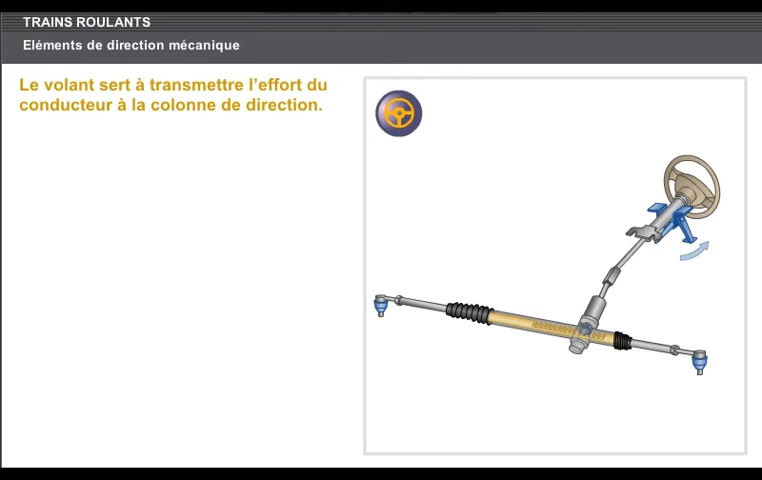 TRAINS ROULANTS
Eléments de direction mécanique
Le volant sert à transmettre l’effort du
conducteur à la colonne de direction.